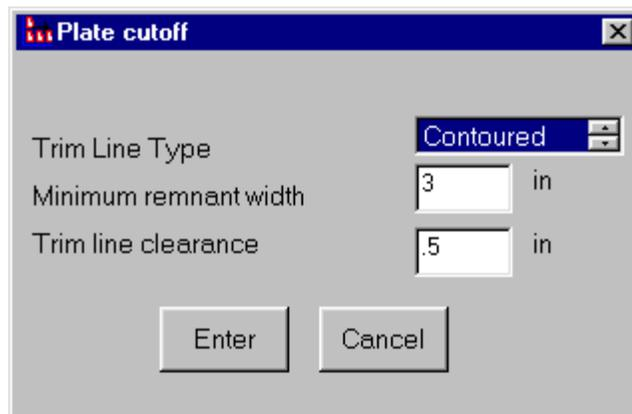 Plate cutoff
Trim Line Type Contoured
Minimum remnant width 3 in
Trim line clearance .5 in
Enter Cancel